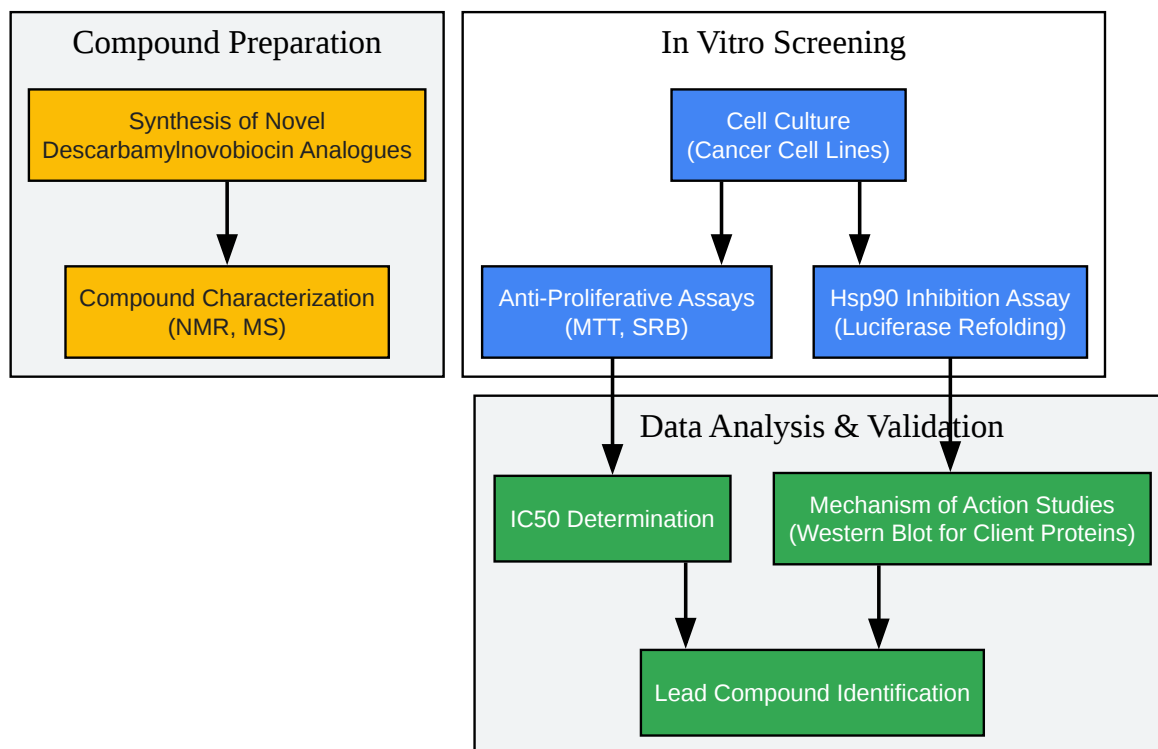 Compound Preparation
Synthesis of Novel
Descarbamylnovobiocin Analogues
Compound Characterization
(NMR, MS)
In Vitro Screening
Cell Culture
(Cancer Cell Lines)
Anti-Proliferative Assays
(MTT, SRB)
Hsp90 Inhibition Assay
(Luciferase Refolding)
Data Analysis & Validation
IC50 Determination
Mechanism of Action Studies
(Western Blot for Client Proteins)
Lead Compound Identification